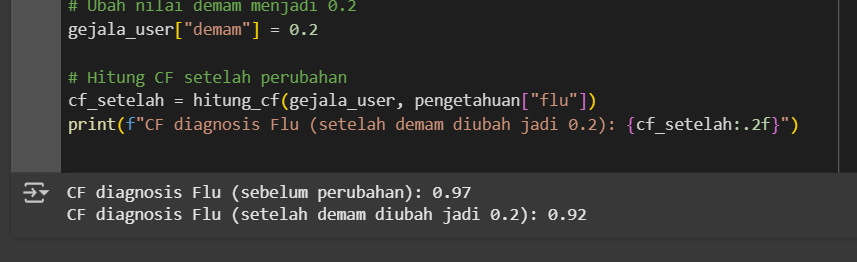 # Ubah nilai demam menjadi 0.2
gejala_user["demam"] = 0.2
# Hitung CF setelah perubahan
cf_setelah = hitung_cf(gejala_user, pengetahuan["flu"])
print(f"CF diagnosis Flu (setelah demam diubah jadi 0.2): {cf_setelah:.2f}")
CF diagnosis Flu (sebelum perubahan): 0.97
CF diagnosis Flu (setelah demam diubah jadi 0.2): 0.92